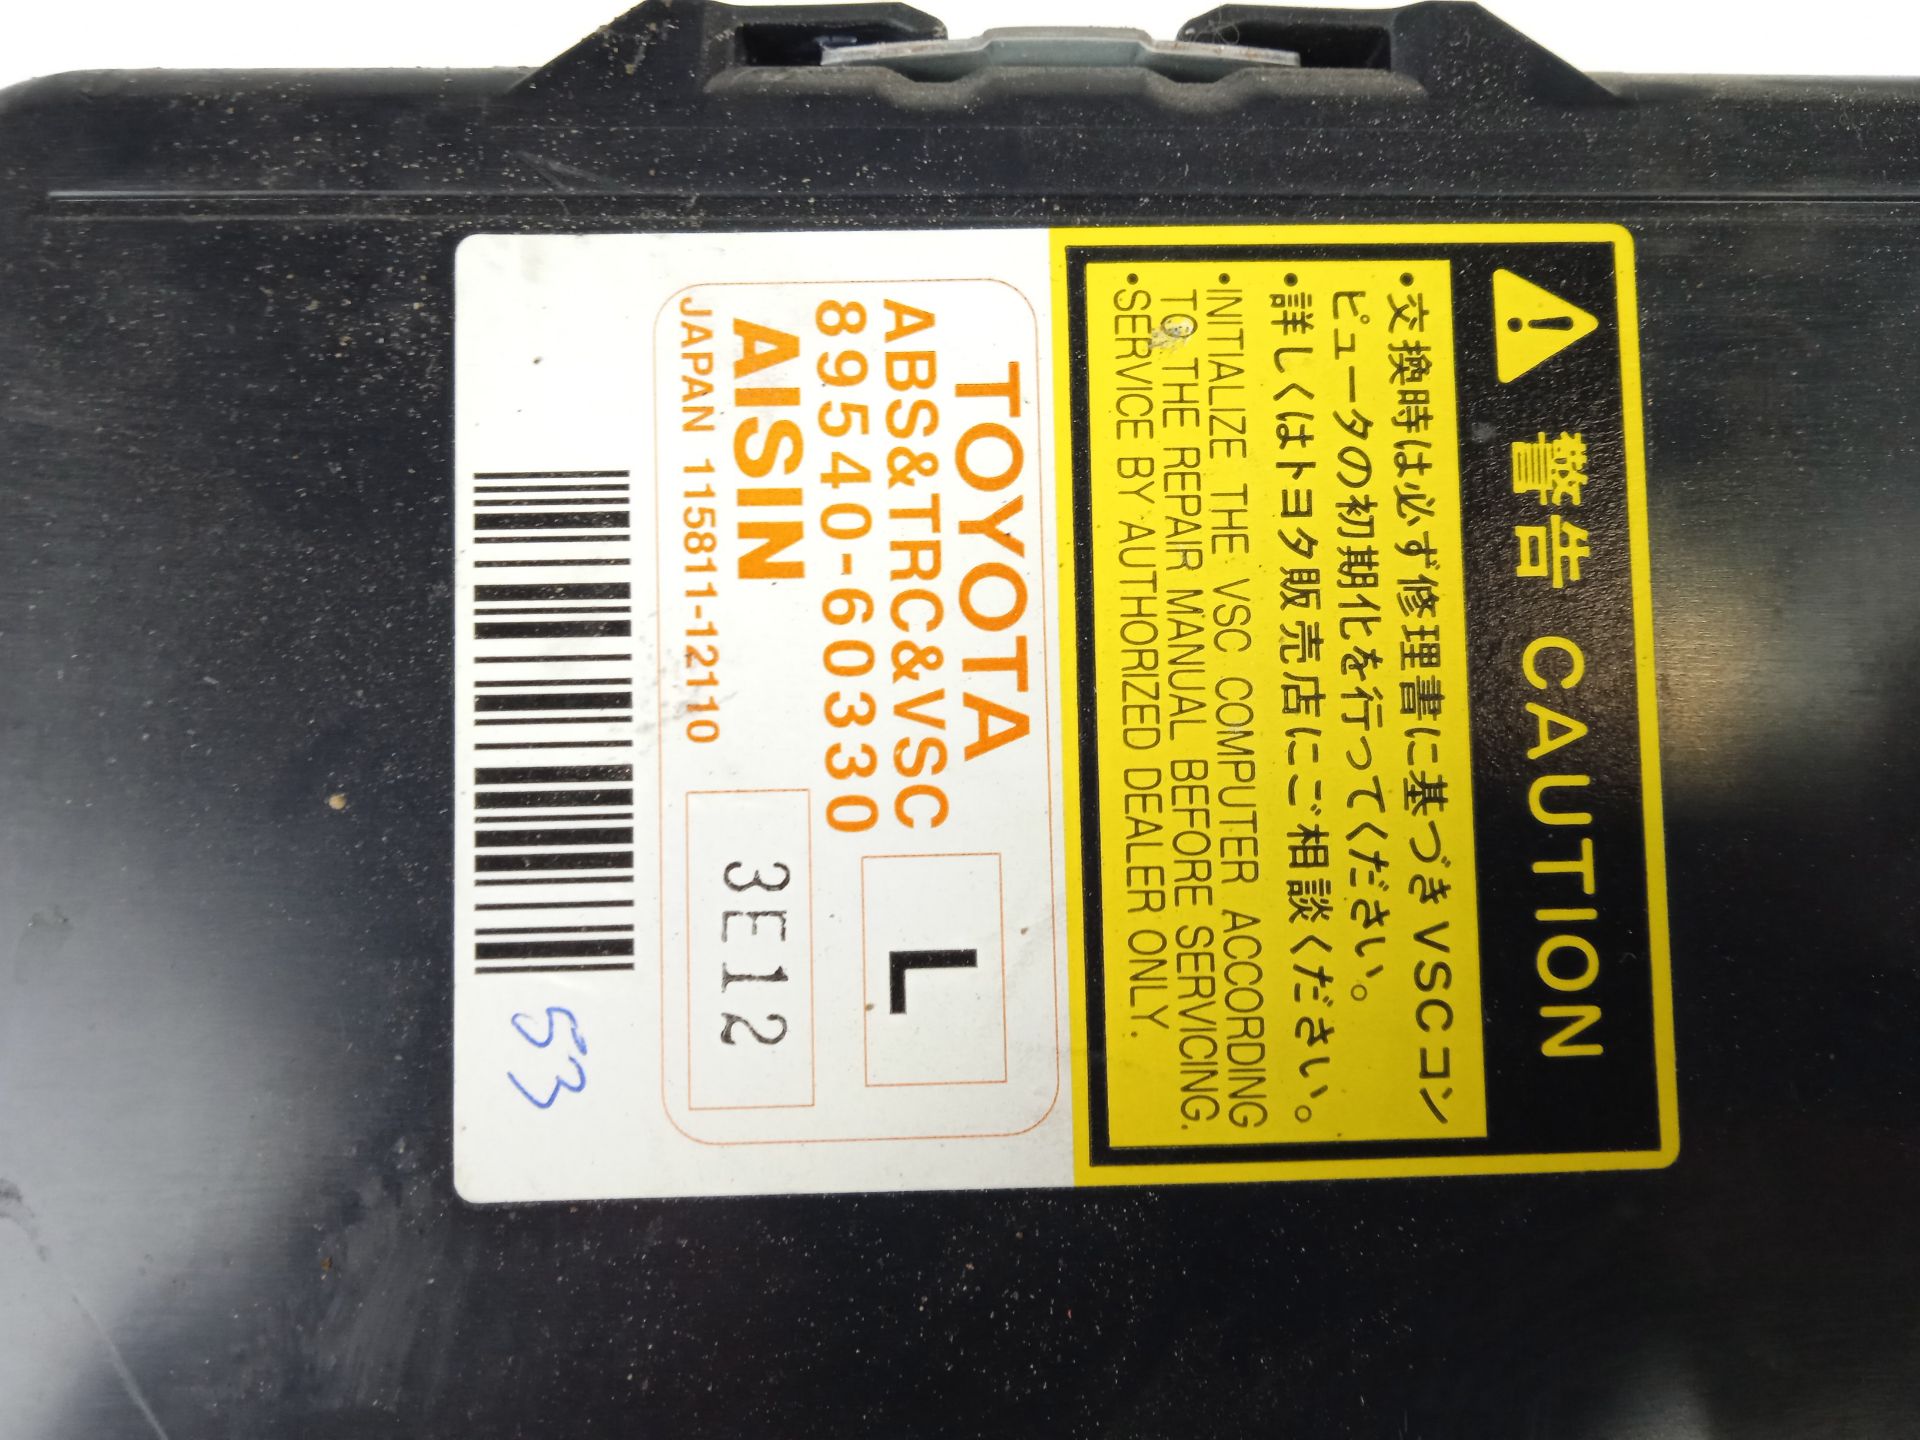 警告 CAUTION
・交換時は必ず修理書に基づきVSCコン
ピュータの初期化を行ってください。
・詳しくはトヨタ販売店にご相談ください。
・INITIALIZE THE VSC COMPUTER ACCORDING
TO THE REPAIR MANUAL BEFORE SERVICING.
・SERVICE BY AUTHORIZED DEALER ONLY.
TOYOTA
ABS&TRC&VSC
89540-60330
L
AISIN
JAPAN 115811-12110
3E12
53